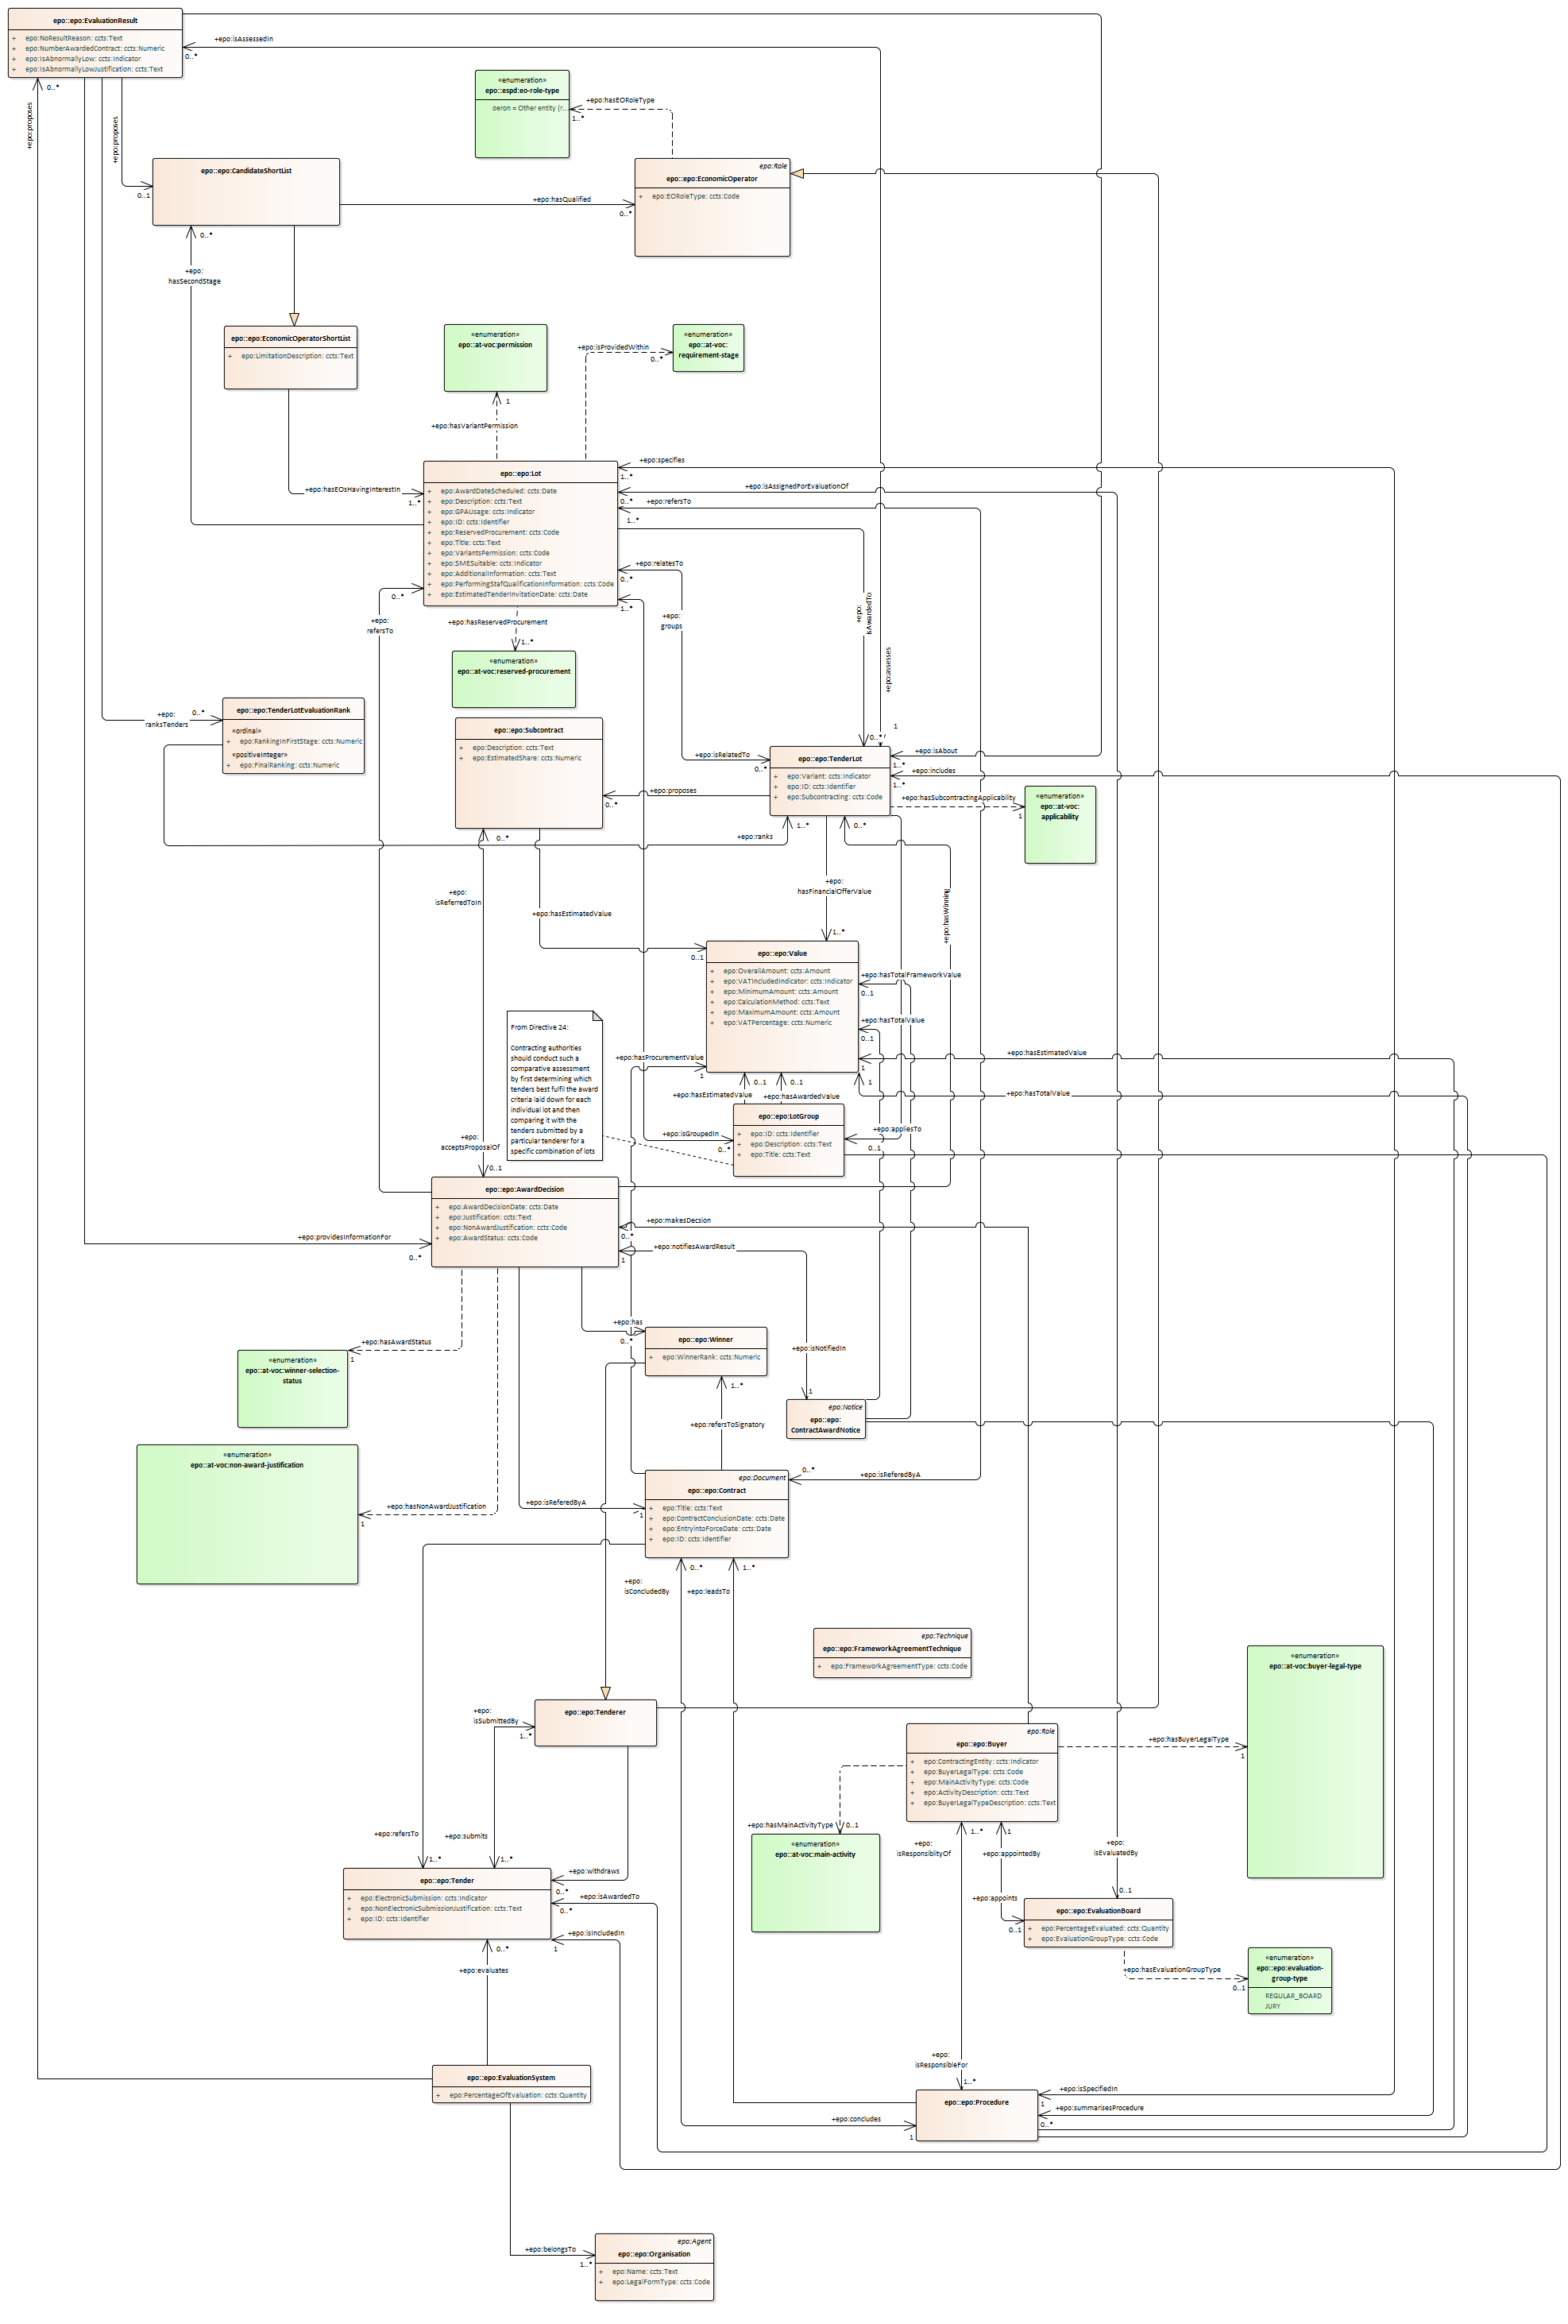 epo::epo:EvaluationResult
+ epo:NoResultReason: ccts:Text
+ epo:NumberAwardedContract: ccts:Numeric
+ epo:IsAbnormallyLow: ccts:Indicator
+ epo:IsAbnormallyLowJustification: ccts:Text
+epo:isAssessedIn
0..*
0..*
+epo:proposes
+epo:proposes
«enumeration»
epo::espd:eo-role-type
oeron = Other entity (r...
+epo:hasEORoleType
1..*
epo::epo:CandidateShortList
0..1
epo:Role
epo::epo:EconomicOperator
+ epo:EORoleType: ccts:Code
+epo:hasQualified
0..*
0..*
+epo:
hasSecondStage
epo::epo:EconomicOperatorShortList
+ epo:LimitationDescription: ccts:Text
«enumeration»
epo::at-voc:permission
«enumeration»
epo::at-voc:
requirement-stage
+epo:isProvidedWithin
0..*
1
+epo:hasVariantPermission
epo::epo:Lot
+ epo:AwardDateScheduled: ccts:Date
+ epo:Description: ccts:Text
+ epo:GPAUsage: ccts:Indicator
+ epo:ID: ccts:Identifier
+ epo:ReservedProcurement: ccts:Code
+ epo:Title: ccts:Text
+ epo:VariantsPermission: ccts:Code
+ epo:SMESuitable: ccts:Indicator
+ epo:AdditionalInformation: ccts:Text
+ epo:PerformingStafQualificationInformation: ccts:Code
+ epo:EstimatedTenderInvitationDate: ccts:Date
+epo:specifies
1..*
+epo:hasEOsHavingInterestIn
1..*
+epo:isAssignedForEvaluationOf
0..*
+epo:refersTo
1..*
+epo:relatesTo
0..*
1..*
0..*
+epo:
refersTo
+epo:
groups
+epo:
isAwardedTo
+epo:assesses
+epo:hasReservedProcurement
1..*
«enumeration»
epo::at-voc:reserved-procurement
epo::epo:TenderLotEvaluationRank
«ordinal»
+ epo:RankingInFirstStage: ccts:Numeric
«positiveInteger»
+ epo:FinalRanking: ccts:Numeric
+epo:
ranksTenders
0..*
epo::epo:Subcontract
+ epo:Description: ccts:Text
+ epo:EstimatedShare: ccts:Numeric
epo::epo:TenderLot
+ epo:Variant: ccts:Indicator
+ epo:ID: ccts:Identifier
+ epo:Subcontracting: ccts:Code
0..*
1
+epo:isRelatedTo
0..*
+epo:isAbout
1..*
+epo:includes
1..*
+epo:proposes
0..*
+epo:hasSubcontractingApplicability
1
«enumeration»
epo::at-voc:
applicability
+epo:ranks
1..*
0..*
0..*
+epo:
isReferredToIn
+epo:hasEstimatedValue
0..1
+epo:
hasFinancialOfferValue
1..*
+epo:hasWinning
epo::epo:Value
+ epo:OverallAmount: ccts:Amount
+ epo:VATIncludedIndicator: ccts:Indicator
+ epo:MinimumAmount: ccts:Amount
+ epo:CalculationMethod: ccts:Text
+ epo:MaximumAmount: ccts:Amount
+ epo:VATPercentage: ccts:Numeric
+epo:hasTotalFrameworkValue
0..1
+epo:hasTotalValue
0..1
+epo:hasEstimatedValue
1
+epo:hasTotalValue
1
+epo:hasProcurementValue
1
0..1
0..1
+epo:hasEstimatedValue
+epo:hasAwardedValue
From Directive 24:
Contracting authorities
should conduct such a
comparative assessment
by first determining which
tenders best fulfil the award
criteria laid down for each
individual lot and then
comparing it with the
tenders submitted by a
particular tenderer for a
specific combination of lots
epo::epo:LotGroup
+ epo:ID: ccts:Identifier
+ epo:Description: ccts:Text
+ epo:Title: ccts:Text
+epo:isGroupedIn
0..*
+epo:appliesTo
0..1
+epo:
acceptsProposalOf
0..1
epo::epo:AwardDecision
+ epo:AwardDecisionDate: ccts:Date
+ epo:Justification: ccts:Text
+ epo:NonAwardJustification: ccts:Code
+ epo:AwardStatus: ccts:Code
+epo:providesInformationFor
0..*
+epo:makesDecsion
0..*
+epo:notifiesAwardResult
1
+epo:hasAwardStatus
1
«enumeration»
epo::at-voc:winner-selection-
status
+epo:has
0..*
epo::epo:Winner
+ epo:WinnerRank: ccts:Numeric
+epo:isNotifiedIn
1
epo:Notice
epo::epo:
ContractAwardNotice
1..*
+epo:refersToSignatory
«enumeration»
epo::at-voc:non-award-justification
+epo:hasNonAwardJustification
1
+epo:isReferedByA
1
epo:Document
epo::epo:Contract
+ epo:Title: ccts:Text
+ epo:ContractConclusionDate: ccts:Date
+ epo:EntryintoForceDate: ccts:Date
+ epo:ID: ccts:Identifier
0..*
+epo:isReferedByA
+epo:
isConcludedBy
0..*
+epo:leadsTo
1..*
epo:Technique
epo::epo:FrameworkAgreementTechnique
+ epo:FrameworkAgreementType: ccts:Code
epo::epo:Tenderer
+epo:
isSubmittedBy
1..*
epo:Role
epo::epo:Buyer
+ epo:ContractingEntity: ccts:Indicator
+ epo:BuyerLegalType: ccts:Code
+ epo:MainActivityType: ccts:Code
+ epo:ActivityDescription: ccts:Text
+ epo:BuyerLegalTypeDescription: ccts:Text
+epo:hasBuyerLegalType
1
«enumeration»
epo::at-voc:buyer-legal-type
+epo:hasMainActivityType
0..1
«enumeration»
epo::at-voc:main-activity
1..*
+epo:
isResponsiblityOf
1
+epo:appointedBy
+epo:
isEvaluatedBy
0..1
+epo:appoints
0..1
epo::epo:EvaluationBoard
+ epo:PercentageEvaluated: ccts:Quantity
+ epo:EvaluationGroupType: ccts:Code
+epo:hasEvaluationGroupType
0..1
«enumeration»
epo::epo:evaluation-
group-type
REGULAR_BOARD
JURY
+epo:refersTo
1..*
+epo:submits
1..*
+epo:withdraws
0..*
epo::epo:Tender
+ epo:ElectronicSubmission: ccts:Indicator
+ epo:NonElectronicSubmissionJustification: ccts:Text
+ epo:ID: ccts:Identifier
+epo:isAwardedTo
0..*
+epo:isIncludedIn
1
0..*
+epo:evaluates
epo::epo:EvaluationSystem
+ epo:PercentageOfEvaluation: ccts:Quantity
+epo:
isResponsibleFor
1..*
epo::epo:Procedure
+epo:isSpecifiedIn
1
+epo:summarisesProcedure
0..*
+epo:concludes
1
+epo:belongsTo
1..*
epo:Agent
epo::epo:Organisation
+ epo:Name: ccts:Text
+ epo:LegalFormType: ccts:Code